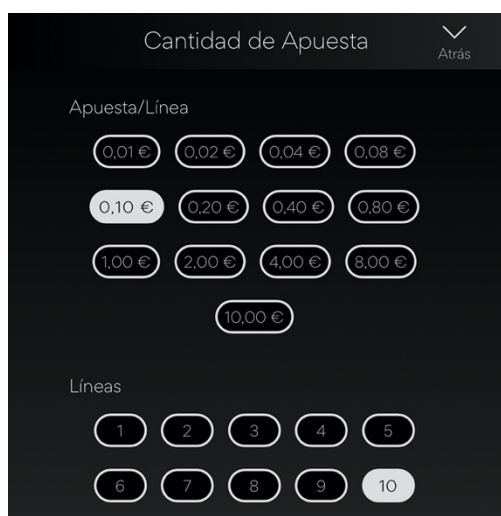 Cantidad de Apuesta
Atrás
Apuesta/Línea
0,01 € 0,02 € 0,04 € 0,08 €
0,10 € 0,20 € 0,40 € 0,80 €
1,00 € 2,00 € 4,00 € 8,00 €
10,00 €
Líneas
1 2 3 4 5
6 7 8 9 10